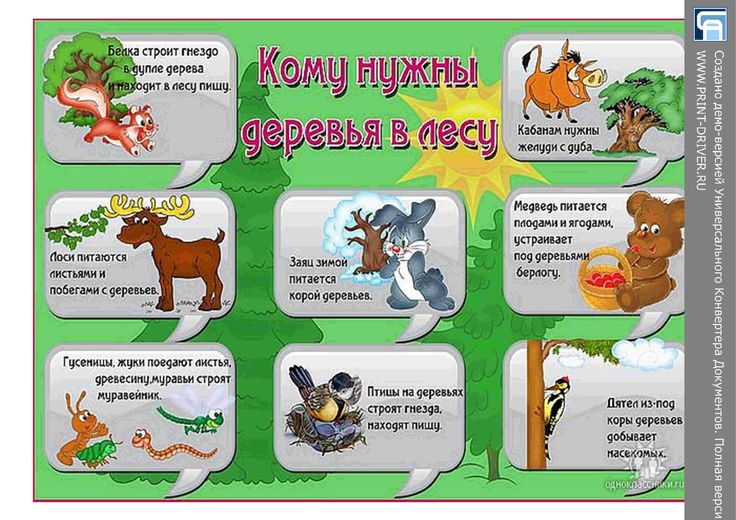 Кому нужны
деревья в лесу
Белка строит гнездо
в дупле дерева
и находит в лесу пищу.
Кабанам нужны
желуди с дуба.
Лоси питаются
листьями и
побегами с деревьев.
Заяц зимой
питается
корой деревьев.
Медведь питается
плодами и ягодами,
устраивает
под деревьями
берлогу.
Гусеницы, жуки поедают листья,
древесину,муравьи строят
муравейник.
Птицы на деревьях
строят гнезда,
находят пищу.
Дятел из-под
коры деревьев
добывает
насекомых.
одноклассники.ru
Создано демо-версией Универсального Конвертера Документов. Полная верси
WWW.PRINT-DRIVER.RU